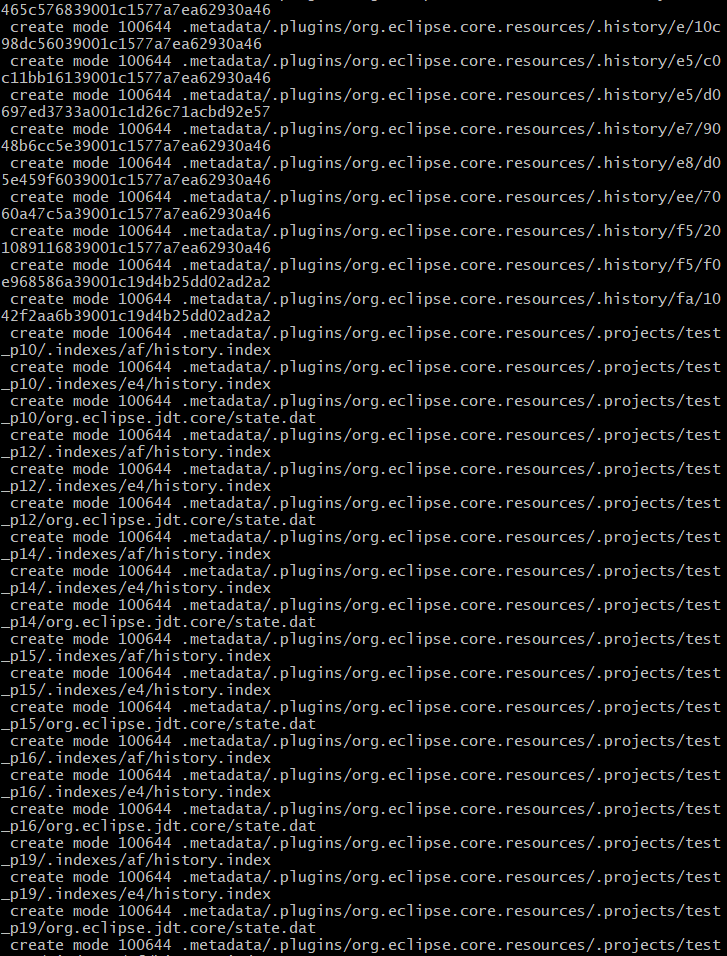 465c576839001c1577a7ea62930a46
create mode 100644 .metadata/.plugins/org.eclipse.core.resources/.history/e/10c
98dc56039001c1577a7ea62930a46
create mode 100644 .metadata/.plugins/org.eclipse.core.resources/.history/e5/c0
c11bb16139001c1577a7ea62930a46
create mode 100644 .metadata/.plugins/org.eclipse.core.resources/.history/e5/d0
697ed3733a001c1d26c71acbd92e57
create mode 100644 .metadata/.plugins/org.eclipse.core.resources/.history/e7/90
48b6cc5e39001c1577a7ea62930a46
create mode 100644 .metadata/.plugins/org.eclipse.core.resources/.history/e8/d0
5e459f6039001c1577a7ea62930a46
create mode 100644 .metadata/.plugins/org.eclipse.core.resources/.history/ee/70
60a47c5a39001c1577a7ea62930a46
create mode 100644 .metadata/.plugins/org.eclipse.core.resources/.history/f5/20
1089116839001c1577a7ea62930a46
create mode 100644 .metadata/.plugins/org.eclipse.core.resources/.history/f5/f0
e968586a39001c19d4b25dd02ad2a2
create mode 100644 .metadata/.plugins/org.eclipse.core.resources/.history/fa/10
42f2aa6b39001c19d4b25dd02ad2a2
create mode 100644 .metadata/.plugins/org.eclipse.core.resources/.projects/test
_p10/.indexes/af/history.index
create mode 100644 .metadata/.plugins/org.eclipse.core.resources/.projects/test
_p10/.indexes/e4/history.index
create mode 100644 .metadata/.plugins/org.eclipse.core.resources/.projects/test
_p10/org.eclipse.jdt.core/state.dat
create mode 100644 .metadata/.plugins/org.eclipse.core.resources/.projects/test
_p12/.indexes/af/history.index
create mode 100644 .metadata/.plugins/org.eclipse.core.resources/.projects/test
_p12/.indexes/e4/history.index
create mode 100644 .metadata/.plugins/org.eclipse.core.resources/.projects/test
_p12/org.eclipse.jdt.core/state.dat
create mode 100644 .metadata/.plugins/org.eclipse.core.resources/.projects/test
_p14/.indexes/af/history.index
create mode 100644 .metadata/.plugins/org.eclipse.core.resources/.projects/test
_p14/.indexes/e4/history.index
create mode 100644 .metadata/.plugins/org.eclipse.core.resources/.projects/test
_p14/org.eclipse.jdt.core/state.dat
create mode 100644 .metadata/.plugins/org.eclipse.core.resources/.projects/test
_p15/.indexes/af/history.index
create mode 100644 .metadata/.plugins/org.eclipse.core.resources/.projects/test
_p15/.indexes/e4/history.index
create mode 100644 .metadata/.plugins/org.eclipse.core.resources/.projects/test
_p15/org.eclipse.jdt.core/state.dat
create mode 100644 .metadata/.plugins/org.eclipse.core.resources/.projects/test
_p16/.indexes/af/history.index
create mode 100644 .metadata/.plugins/org.eclipse.core.resources/.projects/test
_p16/.indexes/e4/history.index
create mode 100644 .metadata/.plugins/org.eclipse.core.resources/.projects/test
_p16/org.eclipse.jdt.core/state.dat
create mode 100644 .metadata/.plugins/org.eclipse.core.resources/.projects/test
_p19/.indexes/af/history.index
create mode 100644 .metadata/.plugins/org.eclipse.core.resources/.projects/test
_p19/.indexes/e4/history.index
create mode 100644 .metadata/.plugins/org.eclipse.core.resources/.projects/test
_p19/org.eclipse.jdt.core/state.dat
create mode 100644 .metadata/.plugins/org.eclipse.core.resources/.projects/test